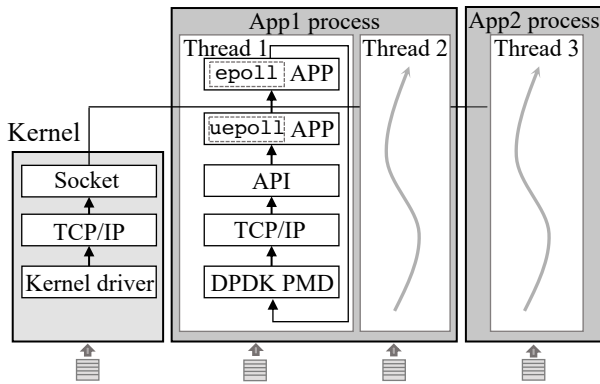 App1 process
App2 process
Thread 1
Thread 2
Thread 3
epoll APP
uepoll APP
API
TCP/IP
DPDK PMD
Kernel
Socket
TCP/IP
Kernel driver